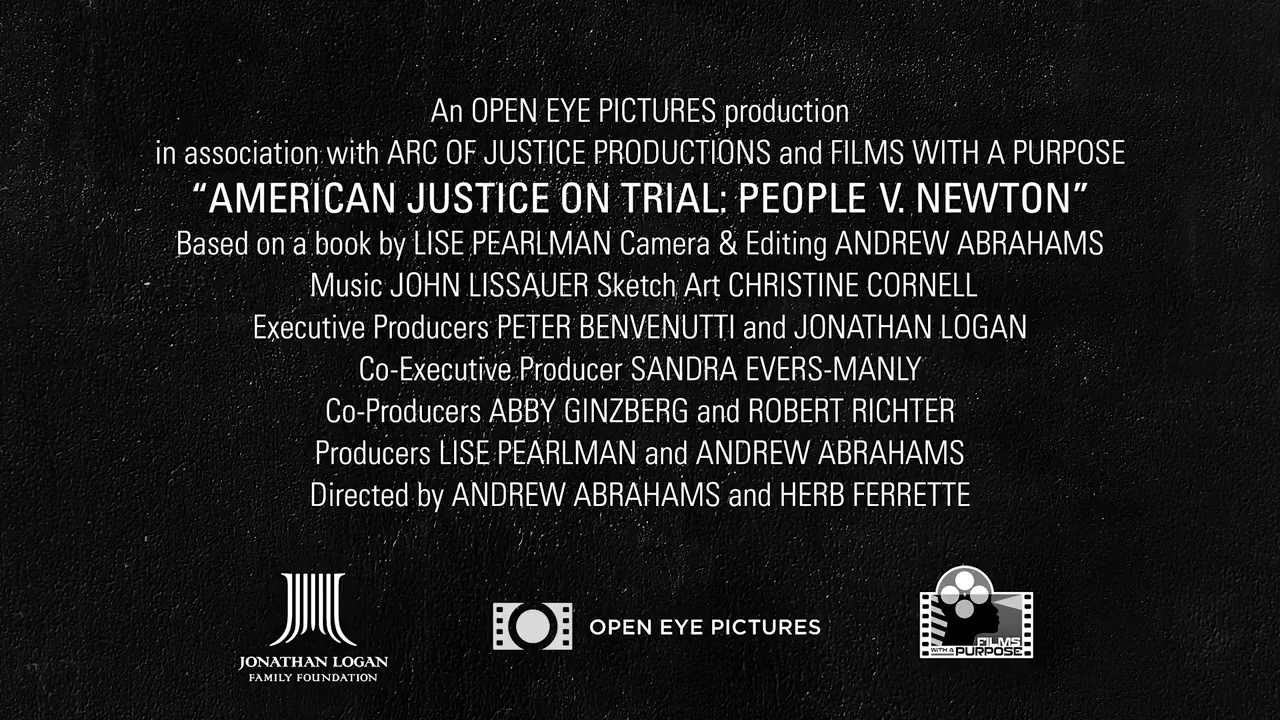 An OPEN EYE PICTURES production
in association with ARC OF JUSTICE PRODUCTIONS and FILMS WITH A PURPOSE
“AMERICAN JUSTICE ON TRIAL: PEOPLE V. NEWTON”
Based on a book by LISE PEARLMAN Camera & Editing ANDREW ABRAHAMS
Music JOHN LISSAUER Sketch Art CHRISTINE CORNELL
Executive Producers PETER BENVENUTTI and JONATHAN LOGAN
Co-Executive Producer SANDRA EVERS-MANLY
Co-Producers ABBY GINZBERG and ROBERT RICHTER
Producers LISE PEARLMAN and ANDREW ABRAHAMS
Directed by ANDREW ABRAHAMS and HERB FERRETTE
JONATHAN LOGAN
FAMILY FOUNDATION
OPEN EYE PICTURES
FILMS
WITH A PURPOSE